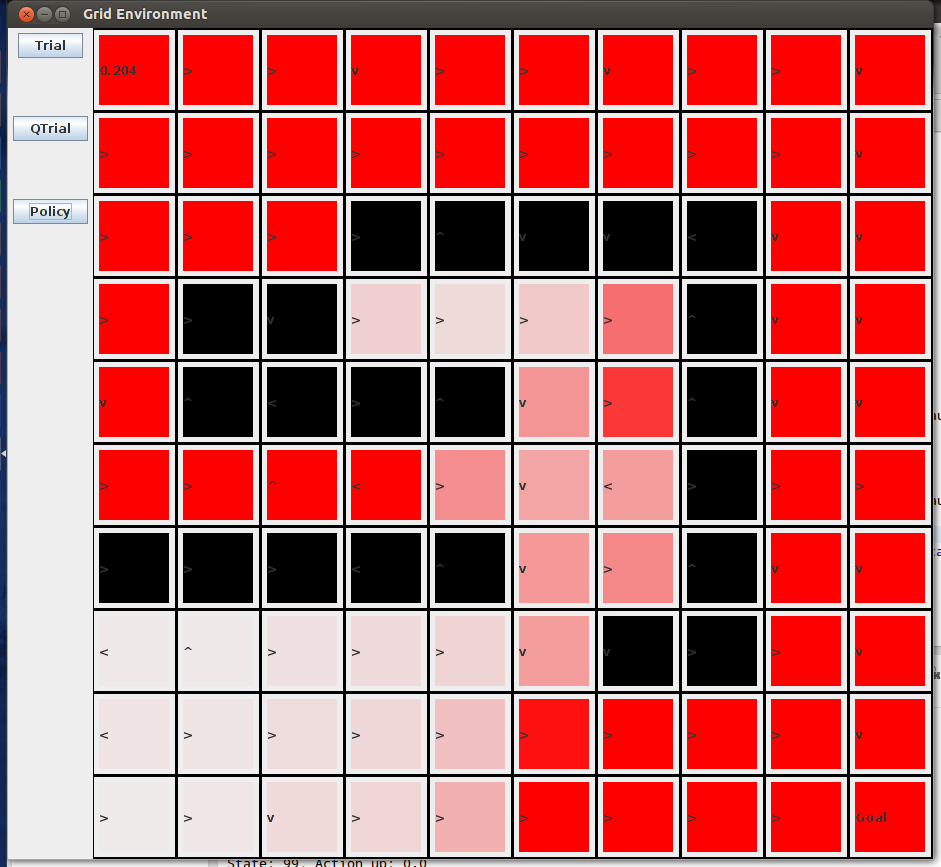 Grid Environment
Trial
0.204 > > v > > v > > v
QTrial
> > > > > > > > > v
Policy
> > > > ^ v v < v v
> > v > > > > ^ v v
v ^ < > ^ v > ^ v v
> > ^ < > v < > > >
> > > < ^ v > ^ v v
< ^ > > > v v > > v
< > > > > > > > > v
> > v > > > > > > Goal
State: 99, Action up: 0.0